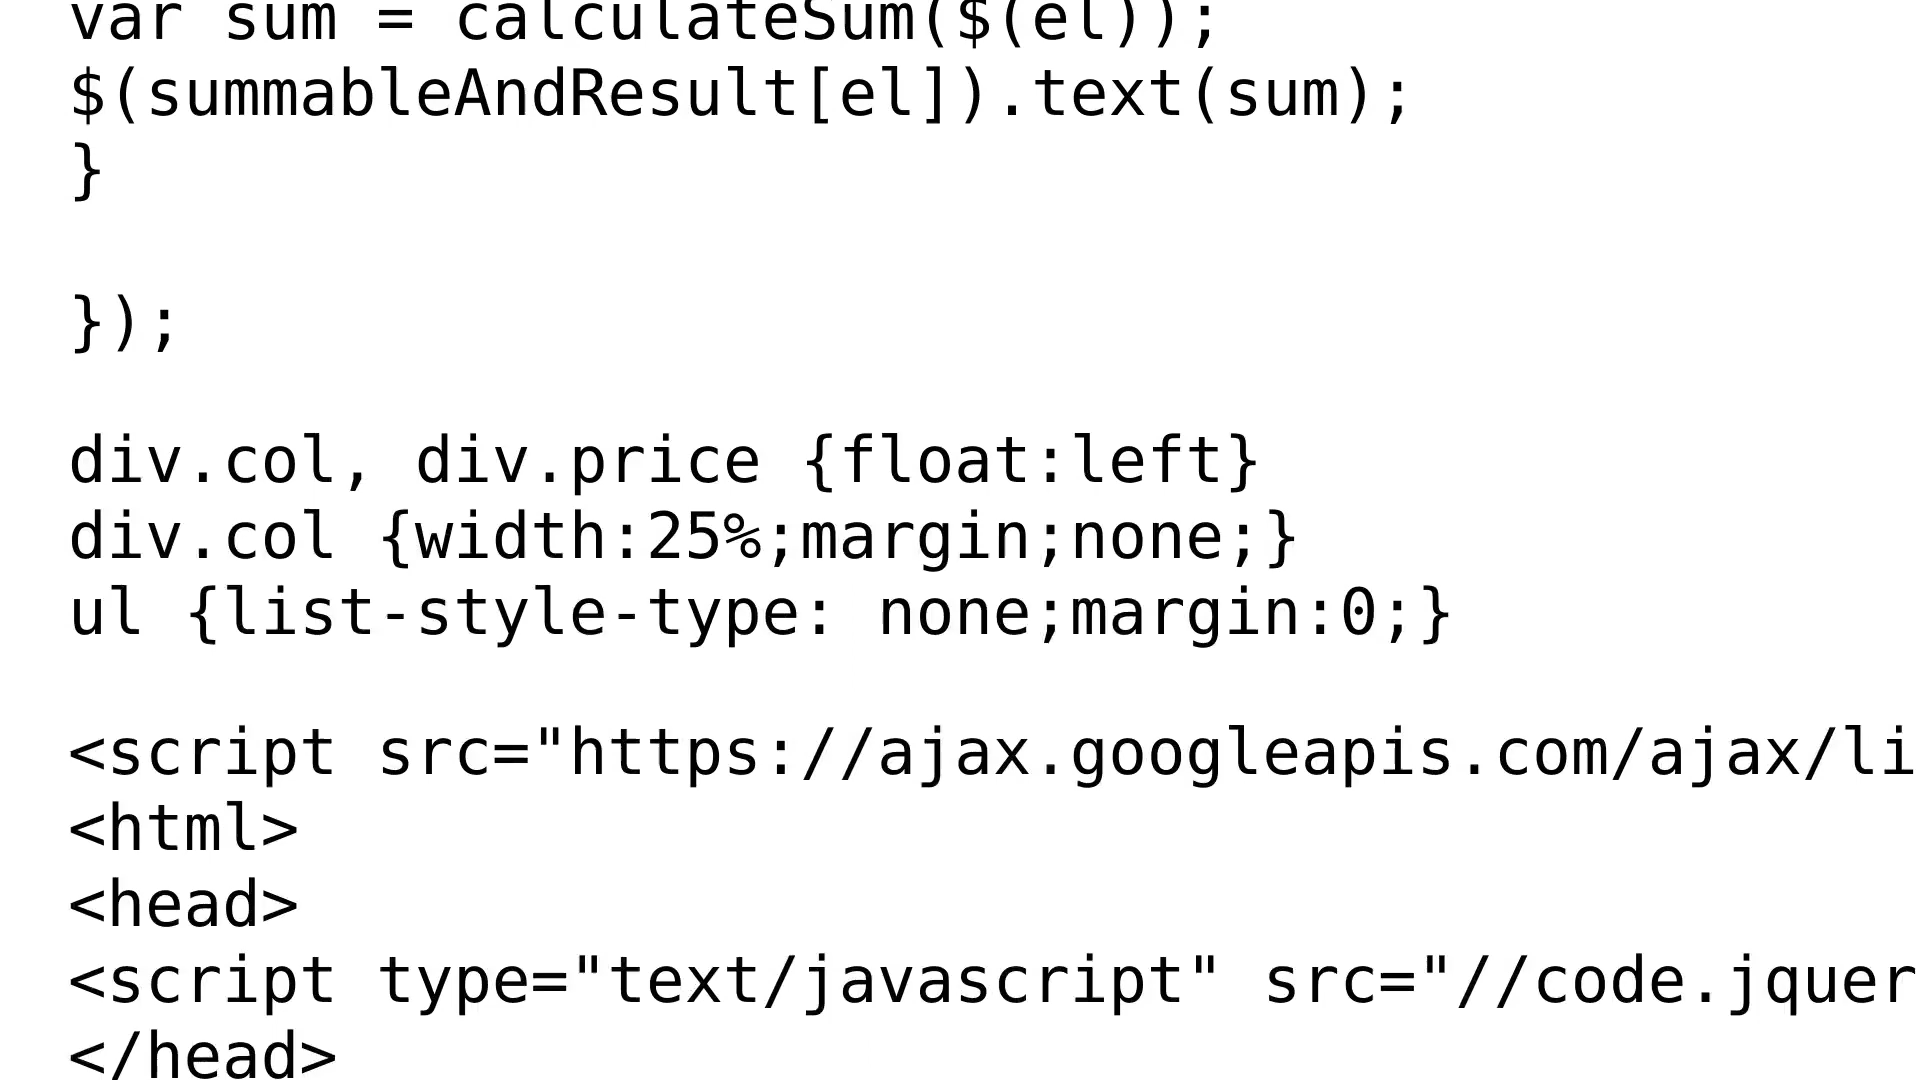 var sum = calculateSum($(el));
$(summableAndResult[el]).text(sum);
}
});
div.col, div.price {float:left}
div.col {width:25%;margin;none;}
ul {list-style-type: none;margin:0;}
<script src="https://ajax.googleapis.com/ajax/li
<html>
<head>
<script type="text/javascript" src="//code.jquer
</head>